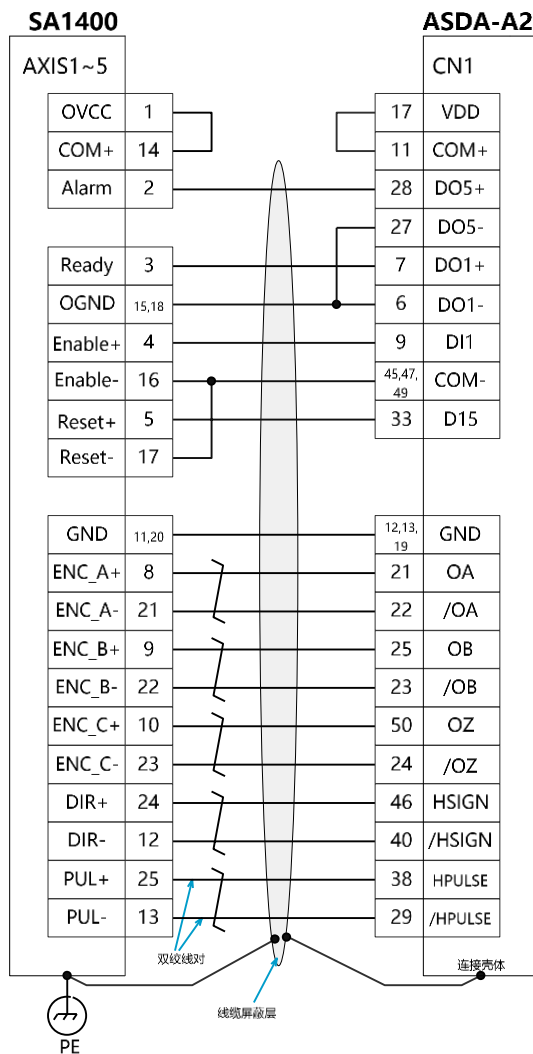 SA1400 ASDA-A2
AXIS1~5 CN1
OVCC 1 17 VDD
COM+ 14 11 COM+
Alarm 2 28 DO5+
27 DO5-
Ready 3 7 DO1+
OGND 15,18 6 DO1-
Enable+ 4 9 DI1
Enable- 16 45,47, COM-
49
Reset+ 5 33 D15
Reset- 17
GND 11,20 12,13, GND
19
ENC_A+ 8 21 OA
ENC_A- 21 22 /OA
ENC_B+ 9 25 OB
ENC_B- 22 23 /OB
ENC_C+ 10 50 OZ
ENC_C- 23 24 /OZ
DIR+ 24 46 HSIGN
DIR- 12 40 /HSIGN
PUL+ 25 38 HPULSE
PUL- 13 29 /HPULSE
双绞线对
连接壳体
线缆屏蔽层
PE